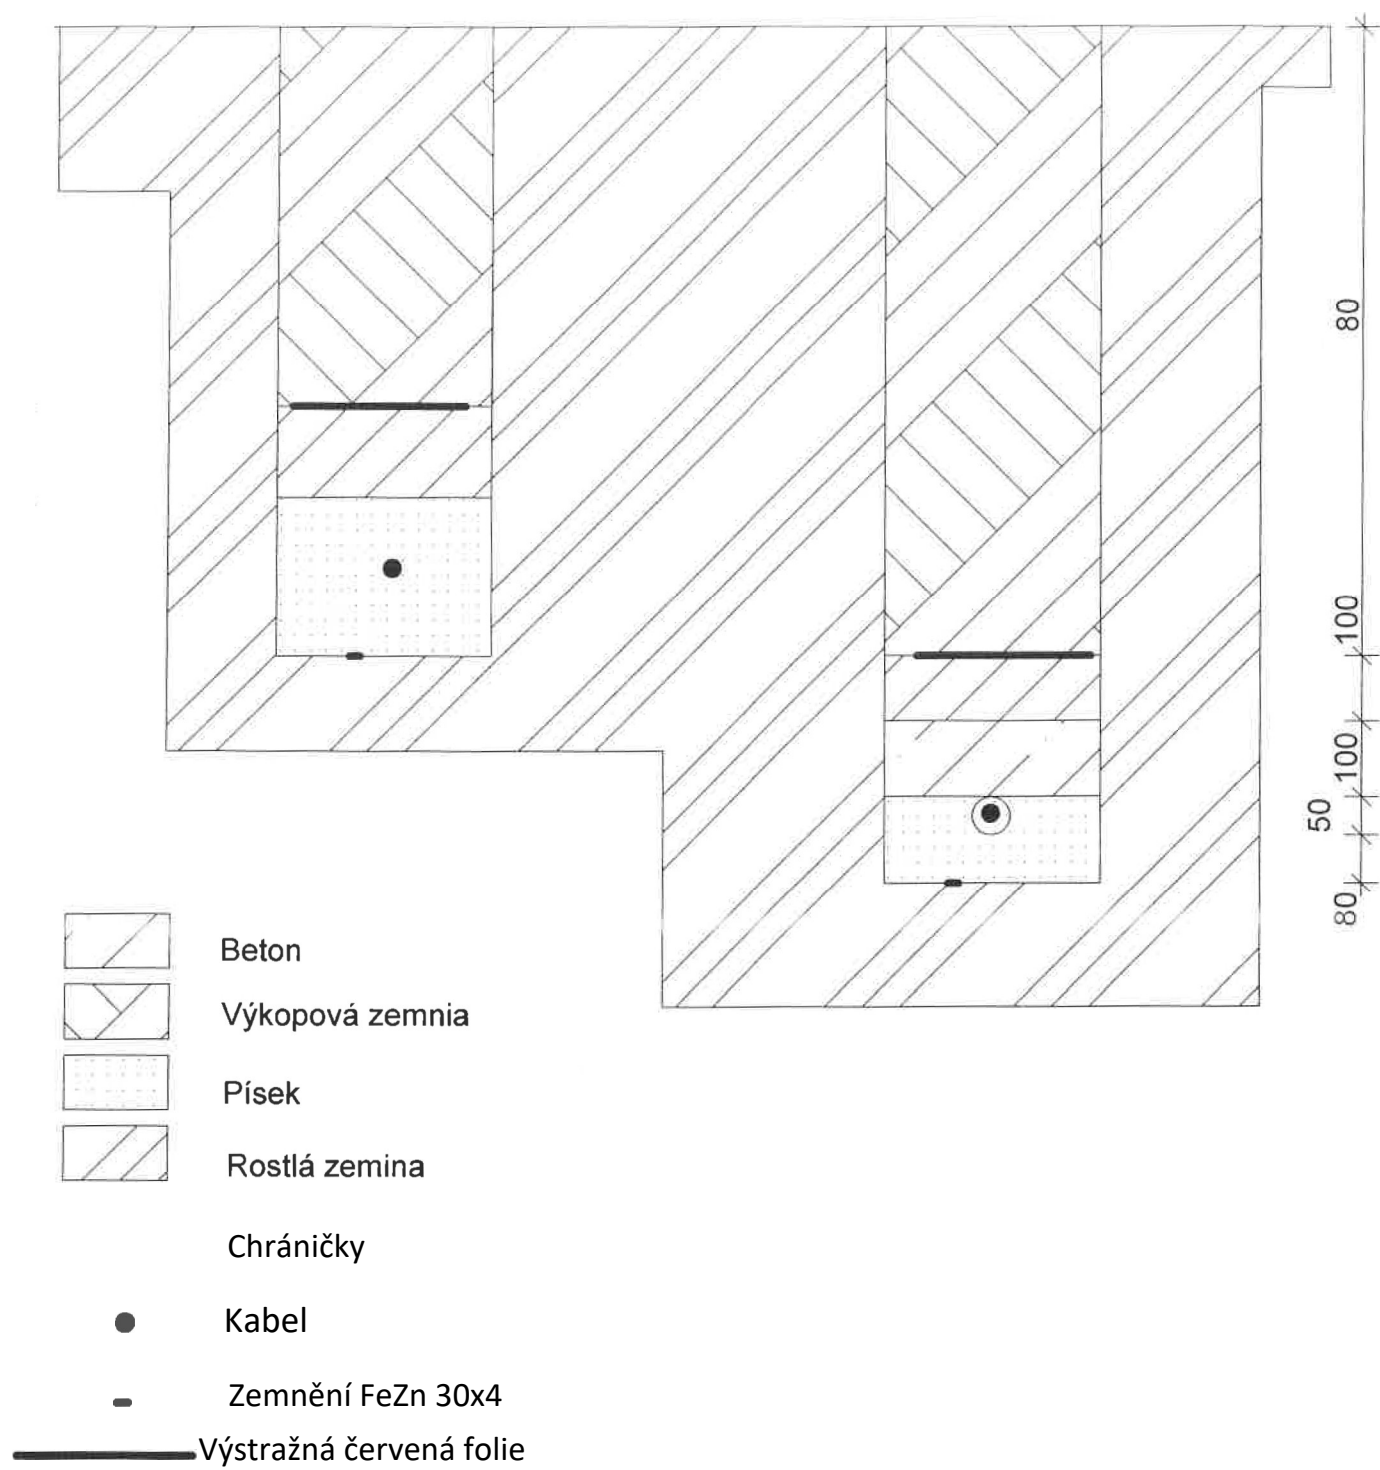 80
100
100
50
80
Beton
Výkopová zemnia
Písek
Rostlá zemina
Chráničky
Kabel
Zemnění FeZn 30x4
Výstražná červená folie